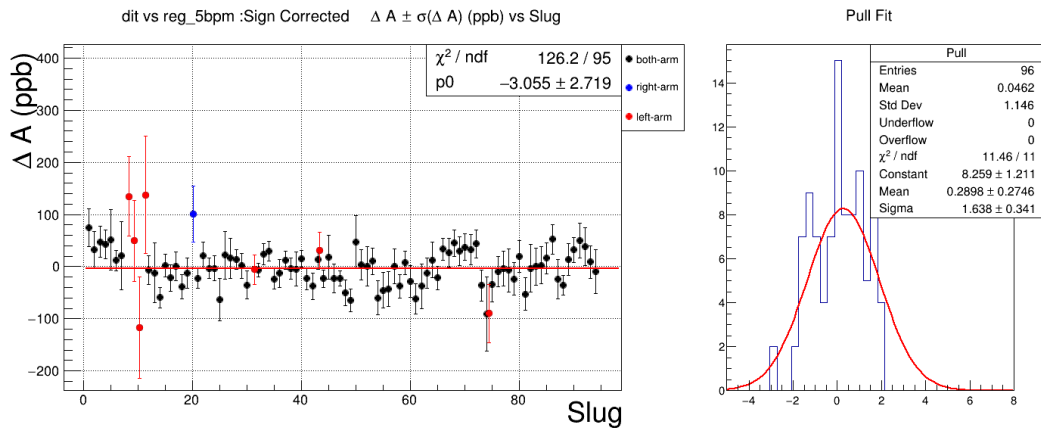 dit vs reg_5bpm :Sign Corrected Δ A ± σ(Δ A) (ppb) vs Slug
Δ A (ppb)
400
300
200
100
0
−100
−200
0
20
40
60
80
Slug
χ² / ndf 126.2 / 95
p0 −3.055 ± 2.719
both-arm
right-arm
left-arm
Pull Fit
14
12
10
8
6
4
2
0
−4
−2
0
2
4
6
8
Pull
Entries 96
Mean 0.0462
Std Dev 1.146
Underflow 0
Overflow 0
χ² / ndf 11.46 / 11
Constant 8.259 ± 1.211
Mean 0.2898 ± 0.2746
Sigma 1.638 ± 0.341